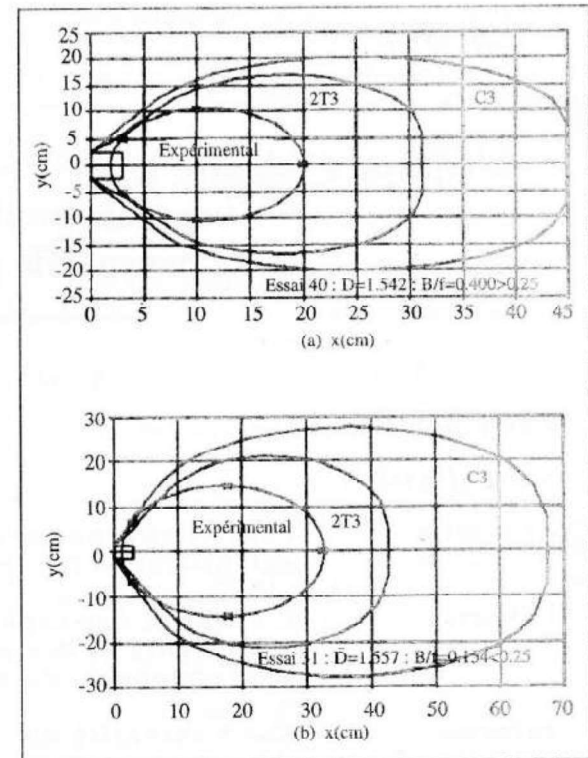 25
20
15
10
5
0
-5
-10
-15
-20
-25
y(cm)
2T3
C3
Expérimental
Essai 40 : D=1.542 : B/f=0.400>0.25
0 5 10 15 20 25 30 35 40 45
(a) x(cm)
30
20
10
0
-10
-20
-30
y(cm)
C3
Expérimental
2T3
Essai 31 : D=1.557 : B/f=0.154<0.25
0 10 20 30 40 50 60 70
(b) x(cm)